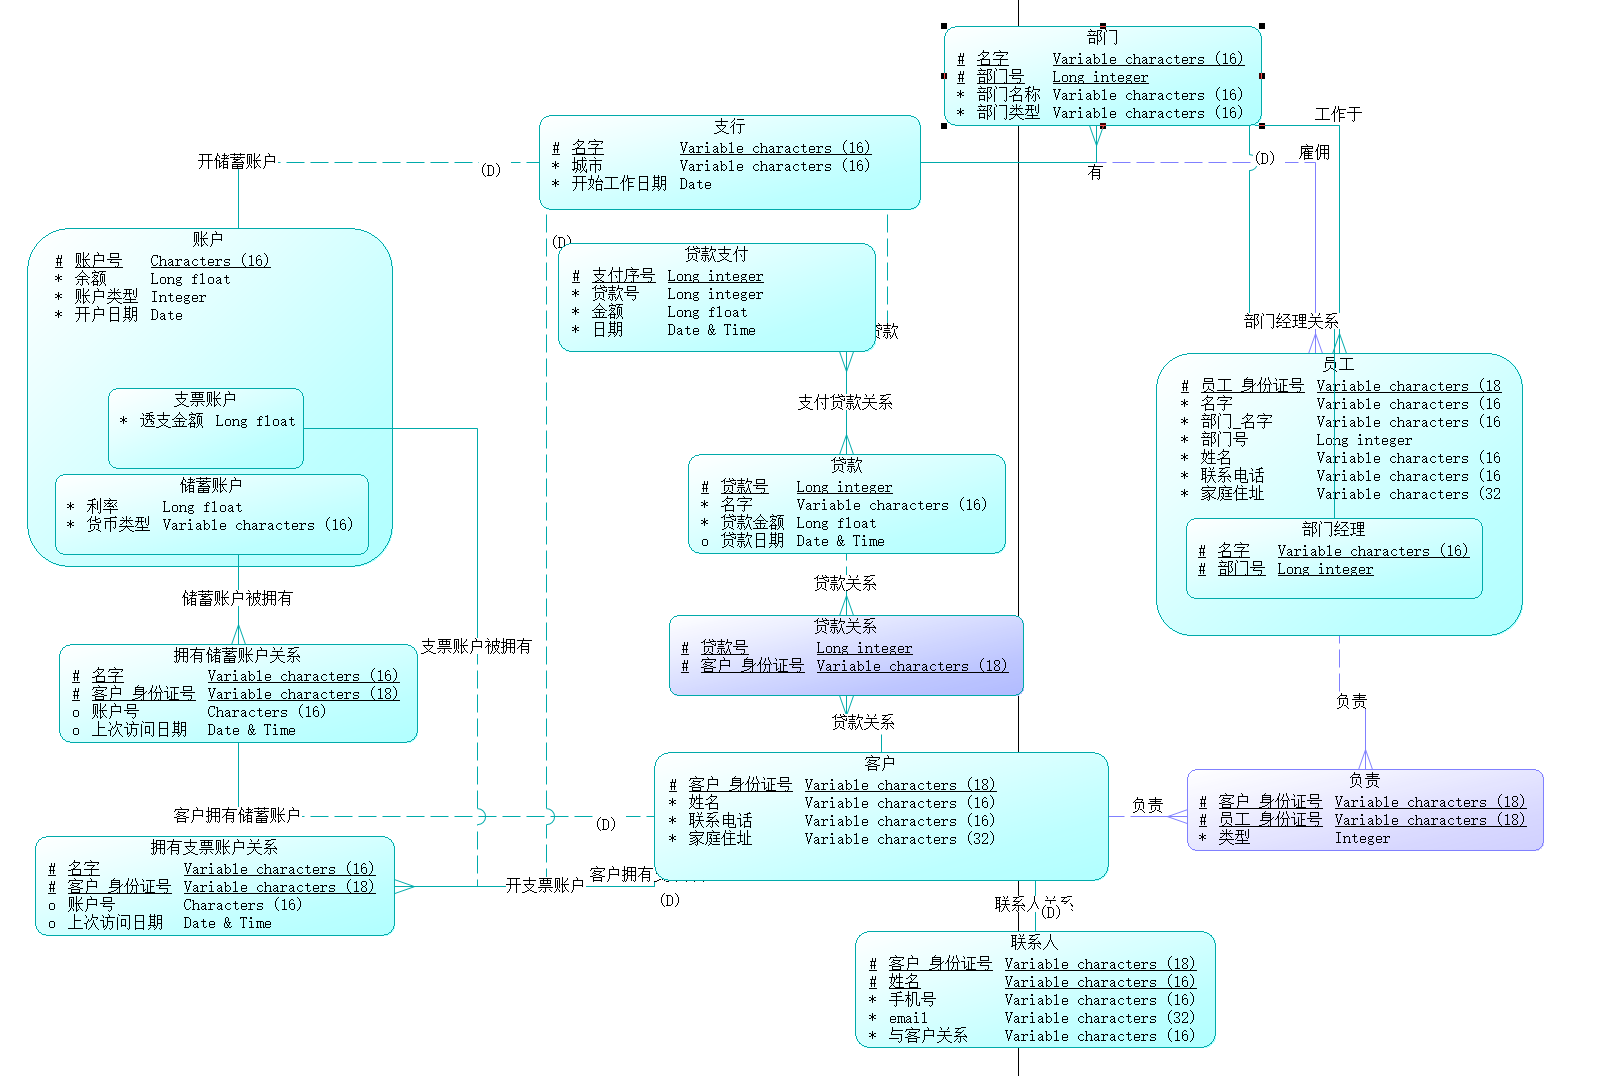 部门
# 名字 Variable characters (16)
# 部门号 Long integer
* 部门名称 Variable characters (16)
* 部门类型 Variable characters (16)
工作于
支行
# 名字 Variable characters (16)
* 城市 Variable characters (16)
* 开始工作日期 Date
开储蓄账户
(D)
有
(D)
雇佣
账户
# 账户号 Characters (16)
* 余额 Long float
* 账户类型 Integer
* 开户日期 Date
(D)
贷款支付
# 支付序号 Long integer
* 贷款号 Long integer
* 金额 Long float
* 日期 Date & Time
贷款
部门经理关系
支票账户
* 透支金额 Long float
储蓄账户
* 利率 Long float
* 货币类型 Variable characters (16)
支付贷款关系
员工
# 员工_身份证号 Variable characters (18
* 名字 Variable characters (16
* 部门_名字 Variable characters (16
* 部门号 Long integer
* 姓名 Variable characters (16
* 联系电话 Variable characters (16
* 家庭住址 Variable characters (32
部门经理
# 名字 Variable characters (16)
# 部门号 Long integer
贷款
# 贷款号 Long integer
* 名字 Variable characters (16)
* 贷款金额 Long float
o 贷款日期 Date & Time
贷款关系
储蓄账户被拥有
贷款关系
# 贷款号 Long integer
# 客户_身份证号 Variable characters (18)
支票账户被拥有
拥有储蓄账户关系
# 名字 Variable characters (16)
# 客户_身份证号 Variable characters (18)
o 账户号 Characters (16)
o 上次访问日期 Date & Time
贷款关系
负责
客户
# 客户_身份证号 Variable characters (18)
* 姓名 Variable characters (16)
* 联系电话 Variable characters (16)
* 家庭住址 Variable characters (32)
负责
负责
# 客户_身份证号 Variable characters (18)
# 员工_身份证号 Variable characters (18)
* 类型 Integer
客户拥有储蓄账户
(D)
拥有支票账户关系
# 名字 Variable characters (16)
# 客户_身份证号 Variable characters (18)
o 账户号 Characters (16)
o 上次访问日期 Date & Time
开支票账户
客户拥有
(D)
联系人关系
(D)
联系人
# 客户_身份证号 Variable characters (18)
# 姓名 Variable characters (16)
* 手机号 Variable characters (16)
* email Variable characters (32)
* 与客户关系 Variable characters (16)